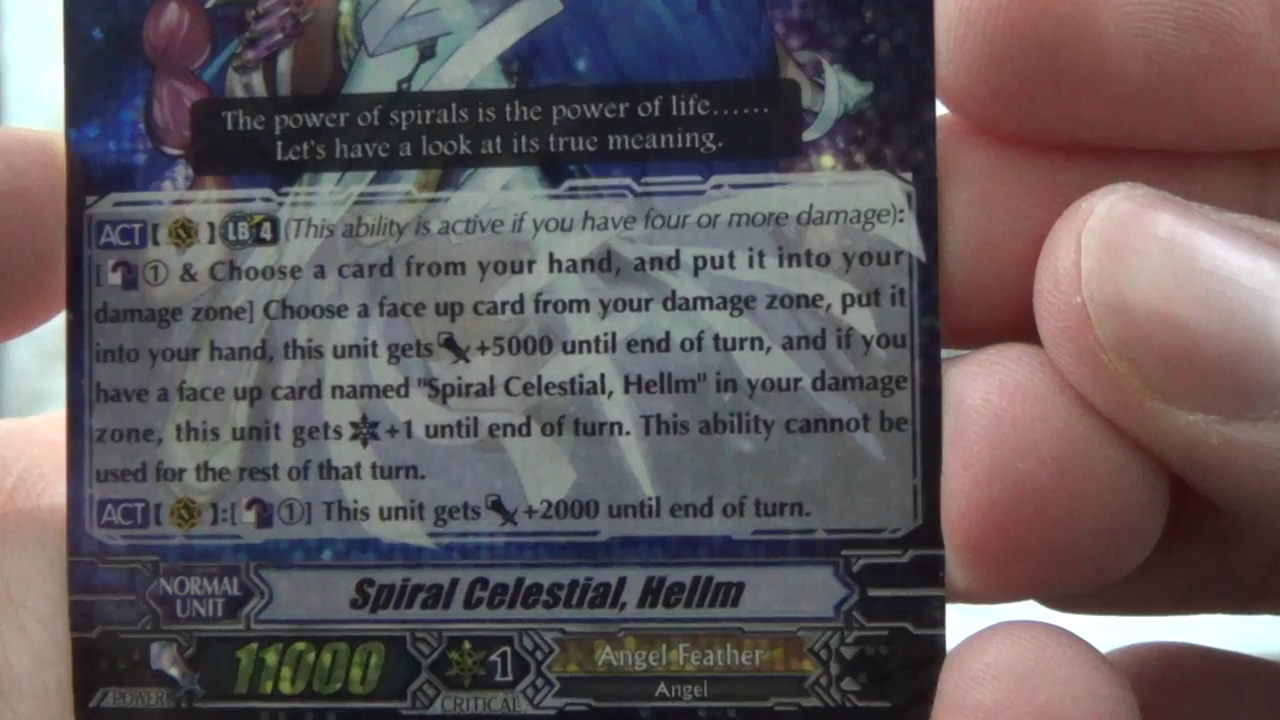 The power of spirals is the power of life......
Let's have a look at its true meaning.
ACT [ ] LB 4 (This ability is active if you have four or more damage):
[ ① & Choose a card from your hand, and put it into your
damage zone] Choose a face up card from your damage zone, put it
into your hand, this unit gets +5000 until end of turn, and if you
have a face up card named "Spiral Celestial, Hellm" in your damage
zone, this unit gets +1 until end of turn. This ability cannot be
used for the rest of that turn.
ACT [ ]:[ ①] This unit gets +2000 until end of turn.
NORMAL UNIT
Spiral Celestial, Hellm
POWER 11000 CRITICAL 1 Angel Feather
Angel